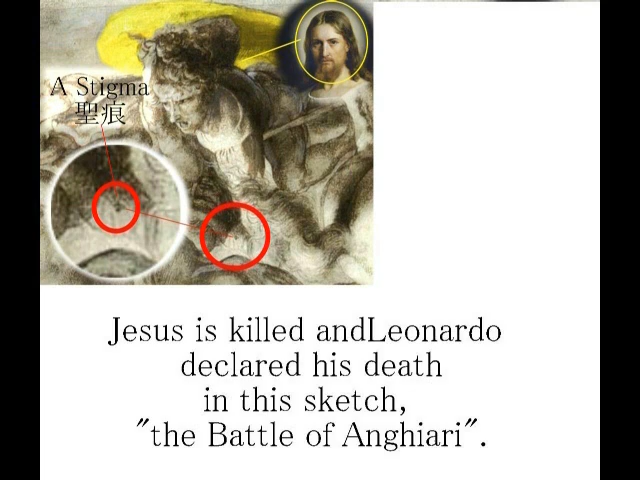 A Stigma
聖痕
Jesus is killed andLeonardo
declared his death
in this sketch,
"the Battle of Anghiari".